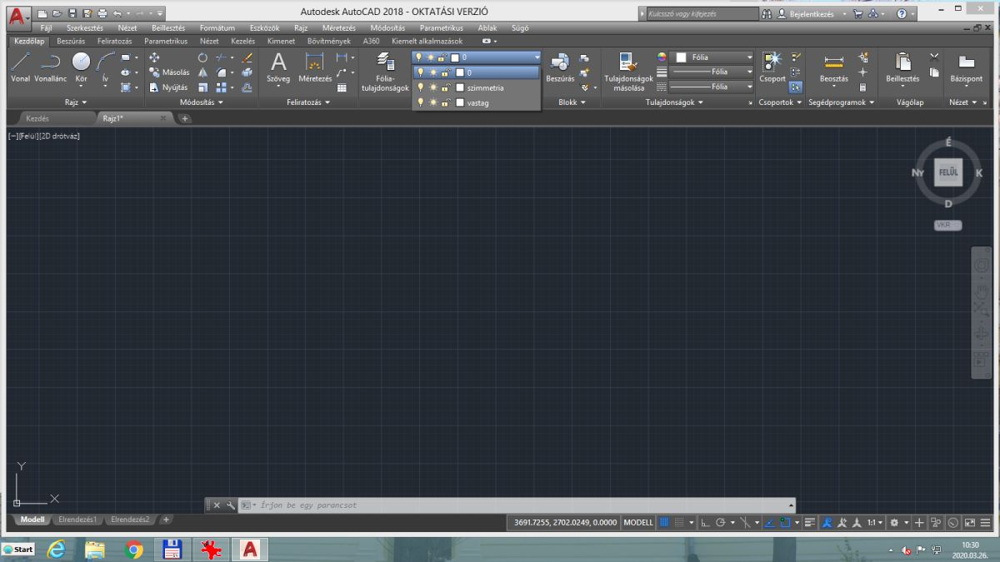 Autodesk AutoCAD 2018 - OKTATÁSI VERZIÓ
Kulcsszó vagy kifejezés
Bejelentkezés
Fájl Szerkesztés Nézet Beillesztés Formátum Eszközök Rajz Méretezés Módosítás Parametrikus Ablak Súgó
Kezdőlap Beszúrás Feliratozás Parametrikus Nézet Kezelés Kimenet Bővítmények A360 Kiemelt alkalmazások
Vonal Vonallánc Kör Ív
Másolás
Nyújtás
Szöveg Méretezés
Fólia-
tulajdonságok
0
0
szimmetria
vastag
Beszúrás
Tulajdonságok
másolása
Fólia
Fólia
Fólia
Csoport
Beosztás
Beillesztés
Bázispont
Rajz Módosítás Feliratozás Blokk Tulajdonságok Csoportok Segédprogramok Vágólap Nézet
Kezdés Rajz1*
[−][Felül][2D drótváz]
É
Ny FELÜL K
D
VKR
Y
X
Írjon be egy parancsot
Modell Elrendezés1 Elrendezés2
3691.7255, 2702.0249, 0.0000 MODELL 1:1
Start
10:30
2020.03.26.